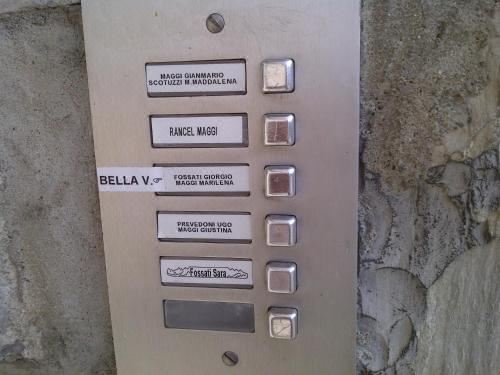 MAGGI GIANMARIO
SCOTUZZI M.MADDALENA
RANCEL MAGGI
BELLA V.☞
FOSSATI GIORGIO
MAGGI MARILENA
PREVEDONI UGO
MAGGI GIUSTINA
Fossati Sara